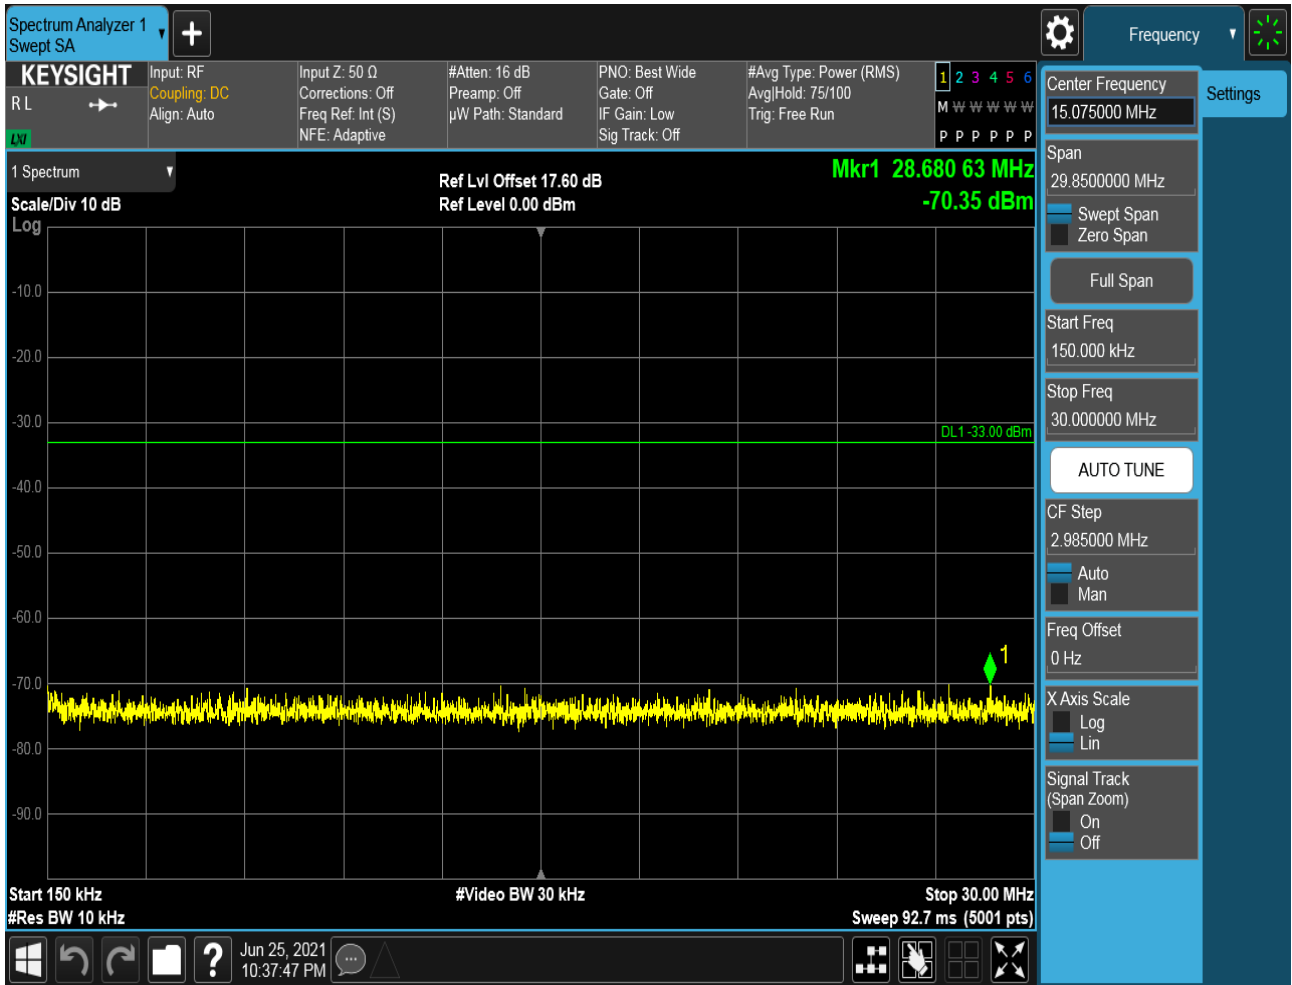 Spectrum Analyzer 1
Swept SA
Frequency
KEYSIGHT
R L
LXI
Input: RF
Coupling: DC
Align: Auto
Input Z: 50 Ω
Corrections: Off
Freq Ref: Int (S)
NFE: Adaptive
#Atten: 16 dB
Preamp: Off
µW Path: Standard
PNO: Best Wide
Gate: Off
IF Gain: Low
Sig Track: Off
#Avg Type: Power (RMS)
Avg|Hold: 75/100
Trig: Free Run
1 2 3 4 5 6
M W W W W W
P P P P P P
1 Spectrum
Scale/Div 10 dB
Log
Ref Lvl Offset 17.60 dB
Ref Level 0.00 dBm
Mkr1 28.680 63 MHz
-70.35 dBm
-10.0
-20.0
-30.0
DL1 -33.00 dBm
-40.0
-50.0
-60.0
1
-70.0
-80.0
-90.0
Start 150 kHz
#Video BW 30 kHz
Stop 30.00 MHz
#Res BW 10 kHz
Sweep 92.7 ms (5001 pts)
?
Jun 25, 2021
10:37:47 PM
Center Frequency
15.075000 MHz
Settings
Span
29.8500000 MHz
Swept Span
Zero Span
Full Span
Start Freq
150.000 kHz
Stop Freq
30.000000 MHz
AUTO TUNE
CF Step
2.985000 MHz
Auto
Man
Freq Offset
0 Hz
X Axis Scale
Log
Lin
Signal Track
(Span Zoom)
On
Off